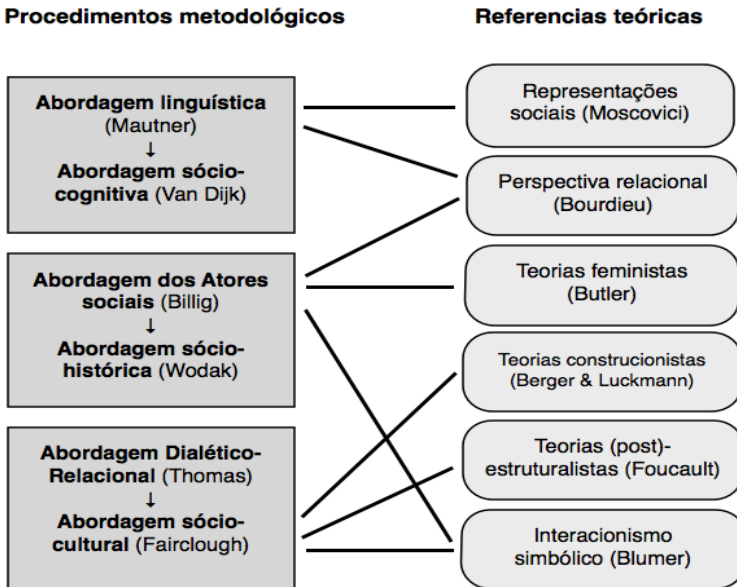 Procedimentos metodológicos
Referencias teóricas
Abordagem linguística
(Mautner)
↓
Abordagem sócio-
cognitiva (Van Dijk)
Abordagem dos Atores
sociais (Billig)
↓
Abordagem sócio-
histórica (Wodak)
Abordagem Dialético-
Relacional (Thomas)
↓
Abordagem sócio-
cultural (Fairclough)
Representações
sociais (Moscovici)
Perspectiva relacional
(Bourdieu)
Teorias feministas
(Butler)
Teorias construcionistas
(Berger & Luckmann)
Teorias (post)-
estruturalistas (Foucault)
Interacionismo
simbólico (Blumer)